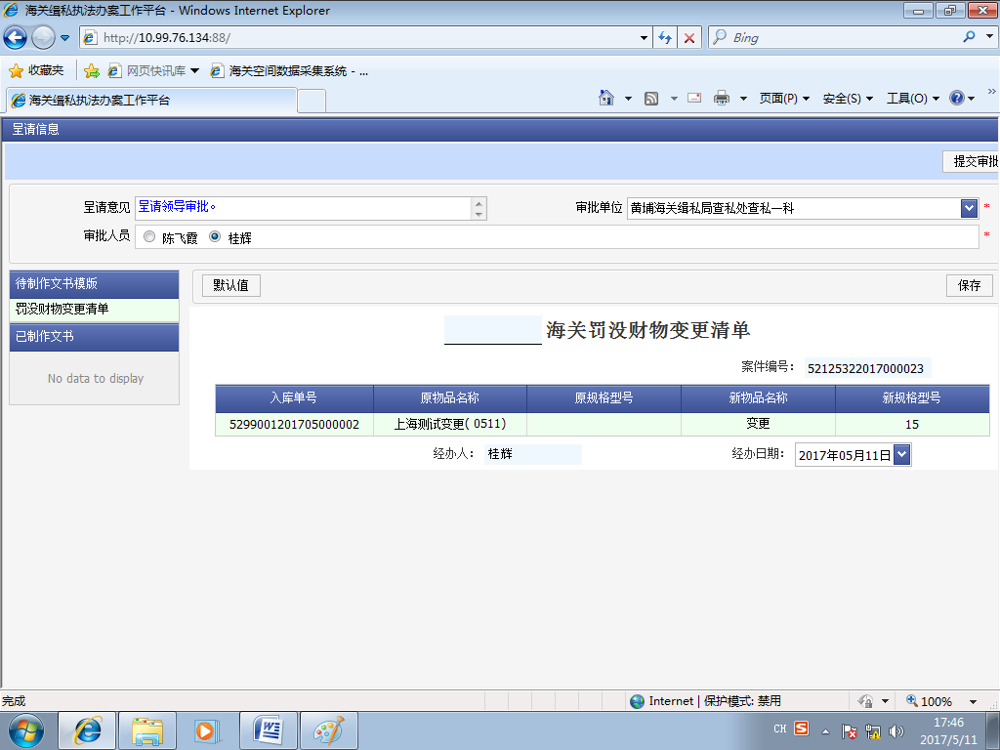 海关缉私执法办案工作平台 - Windows Internet Explorer
http://10.99.76.134:88/
Bing
收藏夹 网页快讯库 海关空间数据采集系统 - ...
海关缉私执法办案工作平台
页面(P) 安全(S) 工具(O) »
呈请信息
提交审批
呈请意见 呈请领导审批。 审批单位 黄埔海关缉私局查私处查私一科 *
审批人员 陈飞霞 桂辉 *
待制作文书模版
罚没财物变更清单
已制作文书
No data to display
默认值 保存
海关罚没财物变更清单
案件编号： 52125322017000023
入库单号 原物品名称 原规格型号 新物品名称 新规格型号
5299001201705000002 上海测试变更( 0511) 变更 15
经办人： 桂辉 经办日期： 2017年05月11日
完成 Internet | 保护模式: 禁用 100%
CH S 17:46
2017/5/11